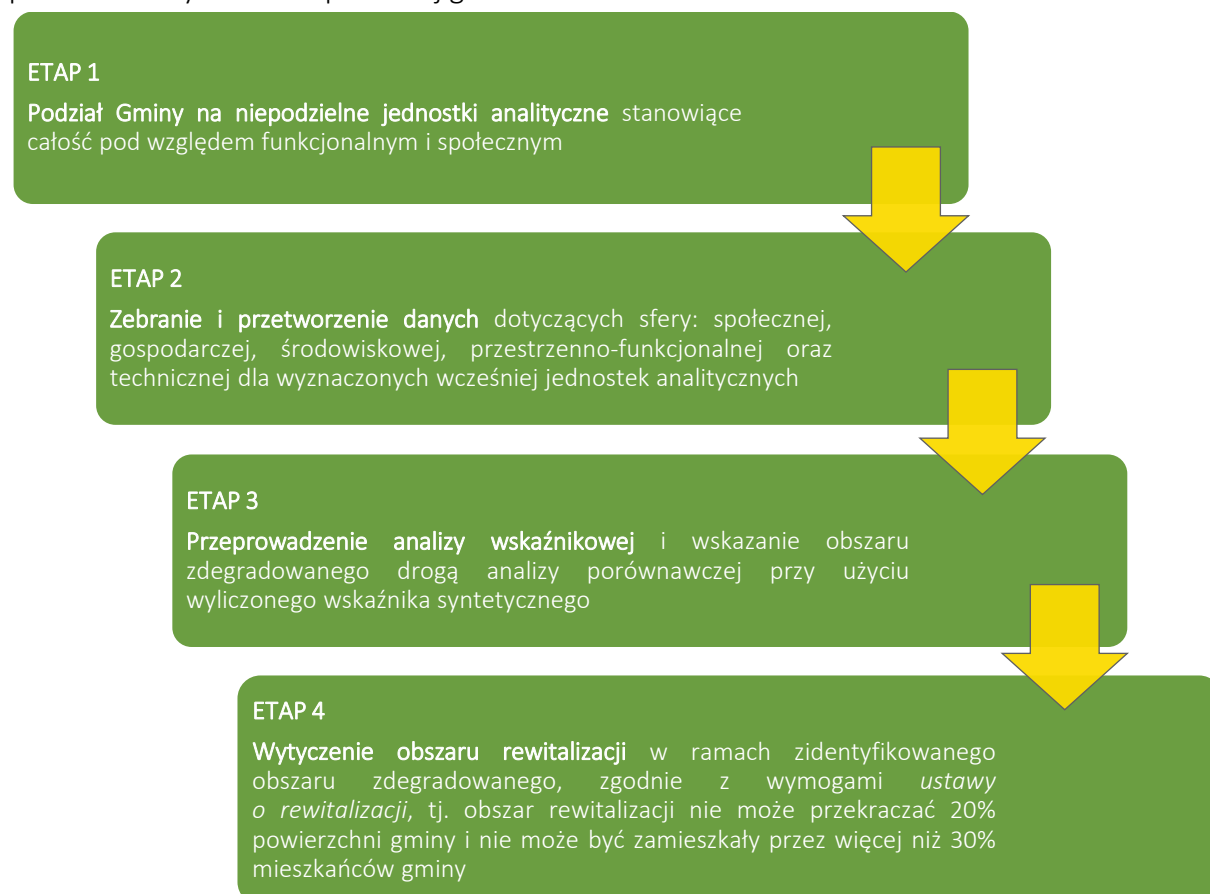 ETAP 1
Podział Gminy na niepodzielne jednostki analityczne stanowiące
całość pod względem funkcjonalnym i społecznym
ETAP 2
Zebranie i przetworzenie danych dotyczących sfery: społecznej,
gospodarczej, środowiskowej, przestrzenno-funkcjonalnej oraz
technicznej dla wyznaczonych wcześniej jednostek analitycznych
ETAP 3
Przeprowadzenie analizy wskaźnikowej i wskazanie obszaru
zdegradowanego drogą analizy porównawczej przy użyciu
wyliczonego wskaźnika syntetycznego
ETAP 4
Wytyczenie obszaru rewitalizacji w ramach zidentyfikowanego
obszaru zdegradowanego, zgodnie z wymogami ustawy
o rewitalizacji, tj. obszar rewitalizacji nie może przekraczać 20%
powierzchni gminy i nie może być zamieszkały przez więcej niż 30%
mieszkańców gminy